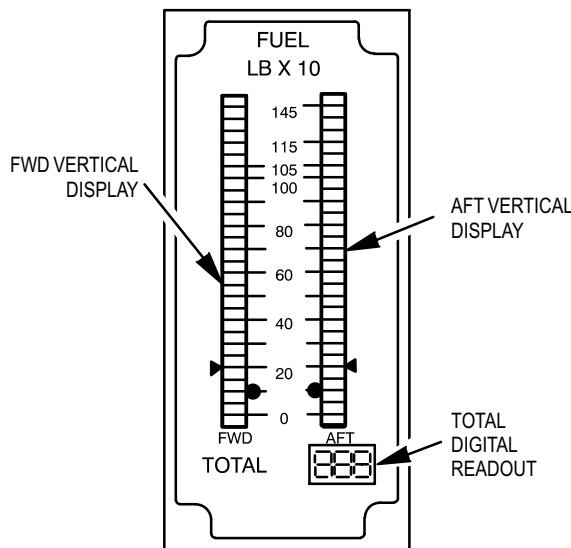 FUEL
LB X 10
145
115
105
100
80
60
40
20
0
FWD
AFT
TOTAL
888
FWD VERTICAL
DISPLAY
AFT VERTICAL
DISPLAY
TOTAL
DIGITAL
READOUT